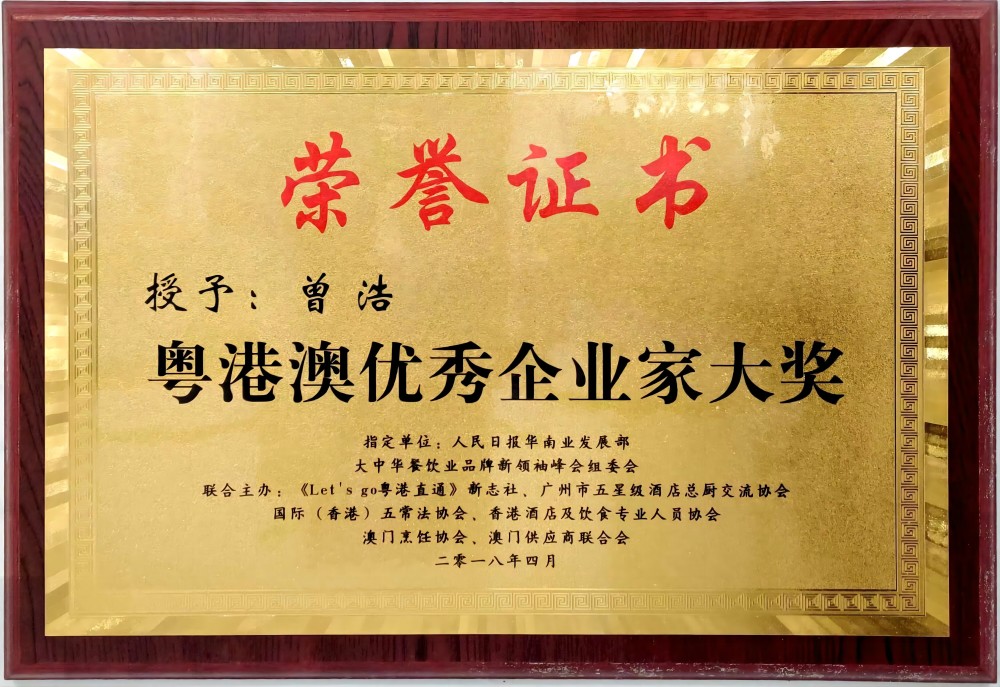 荣誉证书
授予：曾浩
粤港澳优秀企业家大奖
指定单位：人民日报华南业发展部
大中华餐饮业品牌新领袖峰会组委会
联合主办：《Let's go粤港直通》新志社、广州市五星级酒店总厨交流协会
国际（香港）五常法协会、香港酒店及饮食专业人员协会
澳门烹饪协会、澳门供应商联合会
二零一八年四月